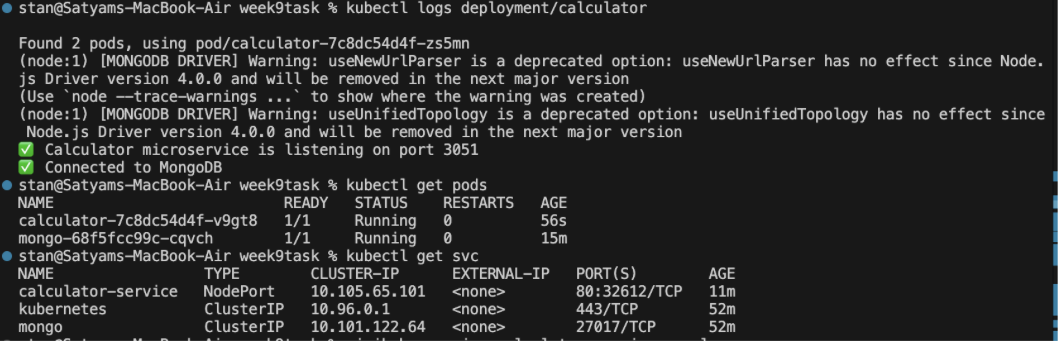 stan@Satyams-MacBook-Air week9task % kubectl logs deployment/calculator
Found 2 pods, using pod/calculator-7c8dc54d4f-zs5mn
(node:1) [MONGODB DRIVER] Warning: useNewUrlParser is a deprecated option: useNewUrlParser has no effect since Node.
js Driver version 4.0.0 and will be removed in the next major version
(Use `node --trace-warnings ...` to show where the warning was created)
(node:1) [MONGODB DRIVER] Warning: useUnifiedTopology is a deprecated option: useUnifiedTopology has no effect since
Node.js Driver version 4.0.0 and will be removed in the next major version
✅ Calculator microservice is listening on port 3051
✅ Connected to MongoDB
stan@Satyams-MacBook-Air week9task % kubectl get pods
NAME READY STATUS RESTARTS AGE
calculator-7c8dc54d4f-v9gt8 1/1 Running 0 56s
mongo-68f5fcc99c-cqvch 1/1 Running 0 15m
stan@Satyams-MacBook-Air week9task % kubectl get svc
NAME TYPE CLUSTER-IP EXTERNAL-IP PORT(S) AGE
calculator-service NodePort 10.105.65.101 <none> 80:32612/TCP 11m
kubernetes ClusterIP 10.96.0.1 <none> 443/TCP 52m
mongo ClusterIP 10.101.122.64 <none> 27017/TCP 52m